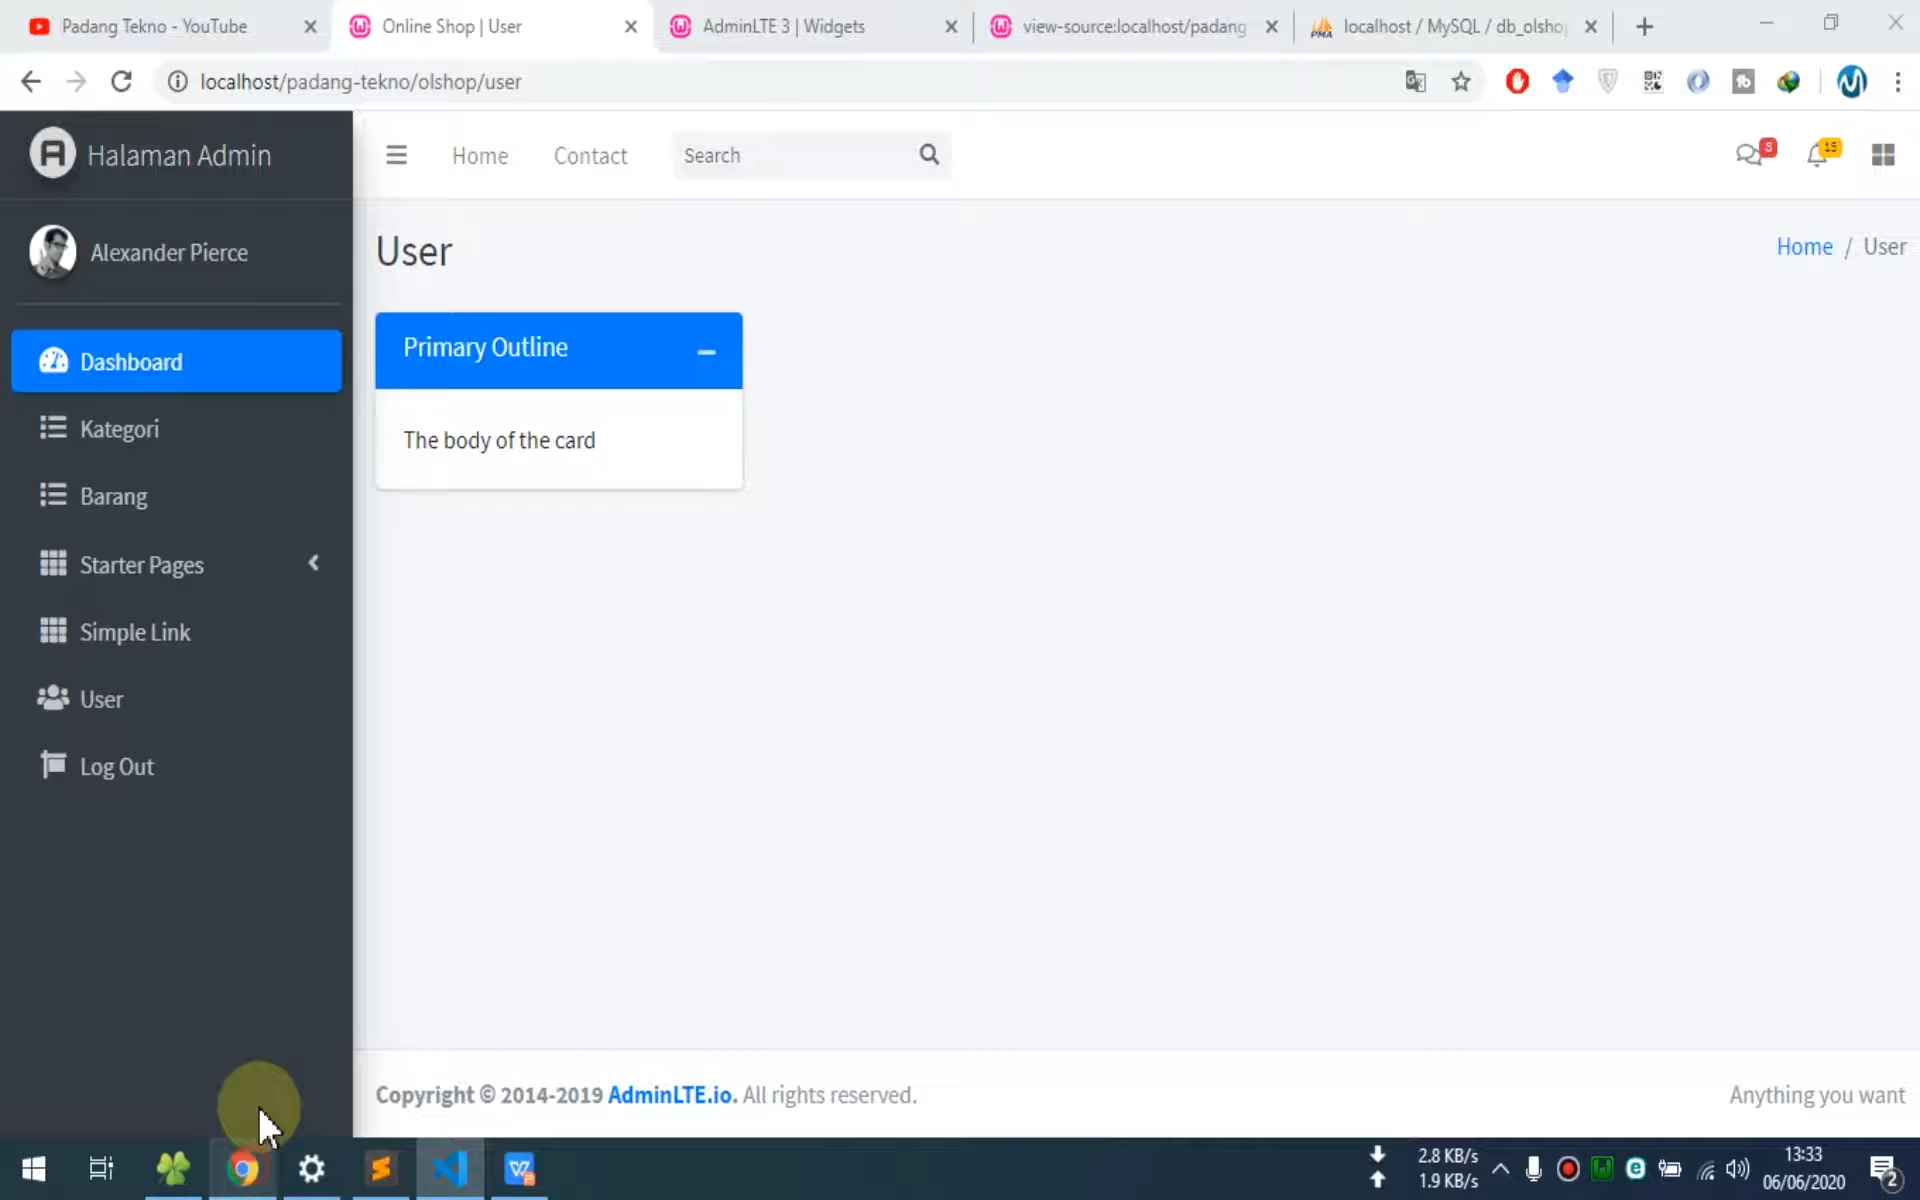 Padang Tekno - YouTube
Online Shop | User
AdminLTE 3 | Widgets
view-source:localhost/padang
localhost / MySQL / db_olshop
localhost/padang-tekno/olshop/user
Halaman Admin
Home
Contact
Search
15
Alexander Pierce
User
Home / User
Primary Outline
The body of the card
Dashboard
Kategori
Barang
Starter Pages
Simple Link
User
Log Out
Copyright © 2014-2019 AdminLTE.io. All rights reserved.
Anything you want
2.8 KB/s
1.9 KB/s
13:33
06/06/2020
2